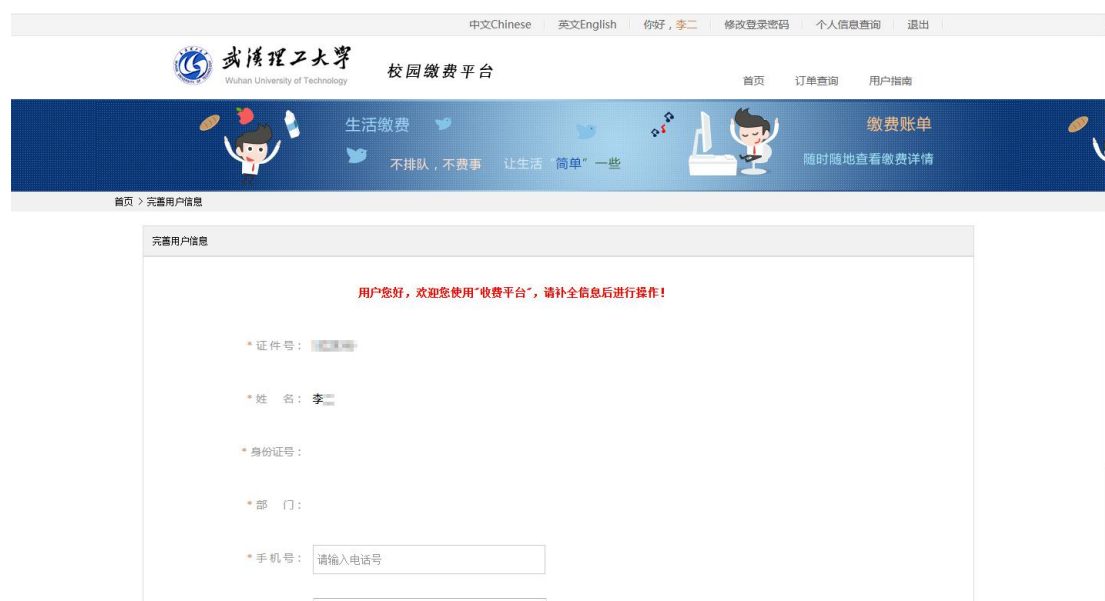 中文Chinese 英文English 你好，李二 修改登录密码 个人信息查询 退出
武汉理工大学
Wuhan University of Technology
校园缴费平台
首页 订单查询 用户指南
生活缴费
不排队，不费事 让生活“简单”一些
缴费账单
随时随地查看缴费详情
首页 > 完善用户信息
完善用户信息
用户您好，欢迎您使用"收费平台"，请补全信息后进行操作！
*证件号：
*姓 名： 李
*身份证号：
*部 门：
*手机号： 请输入电话号